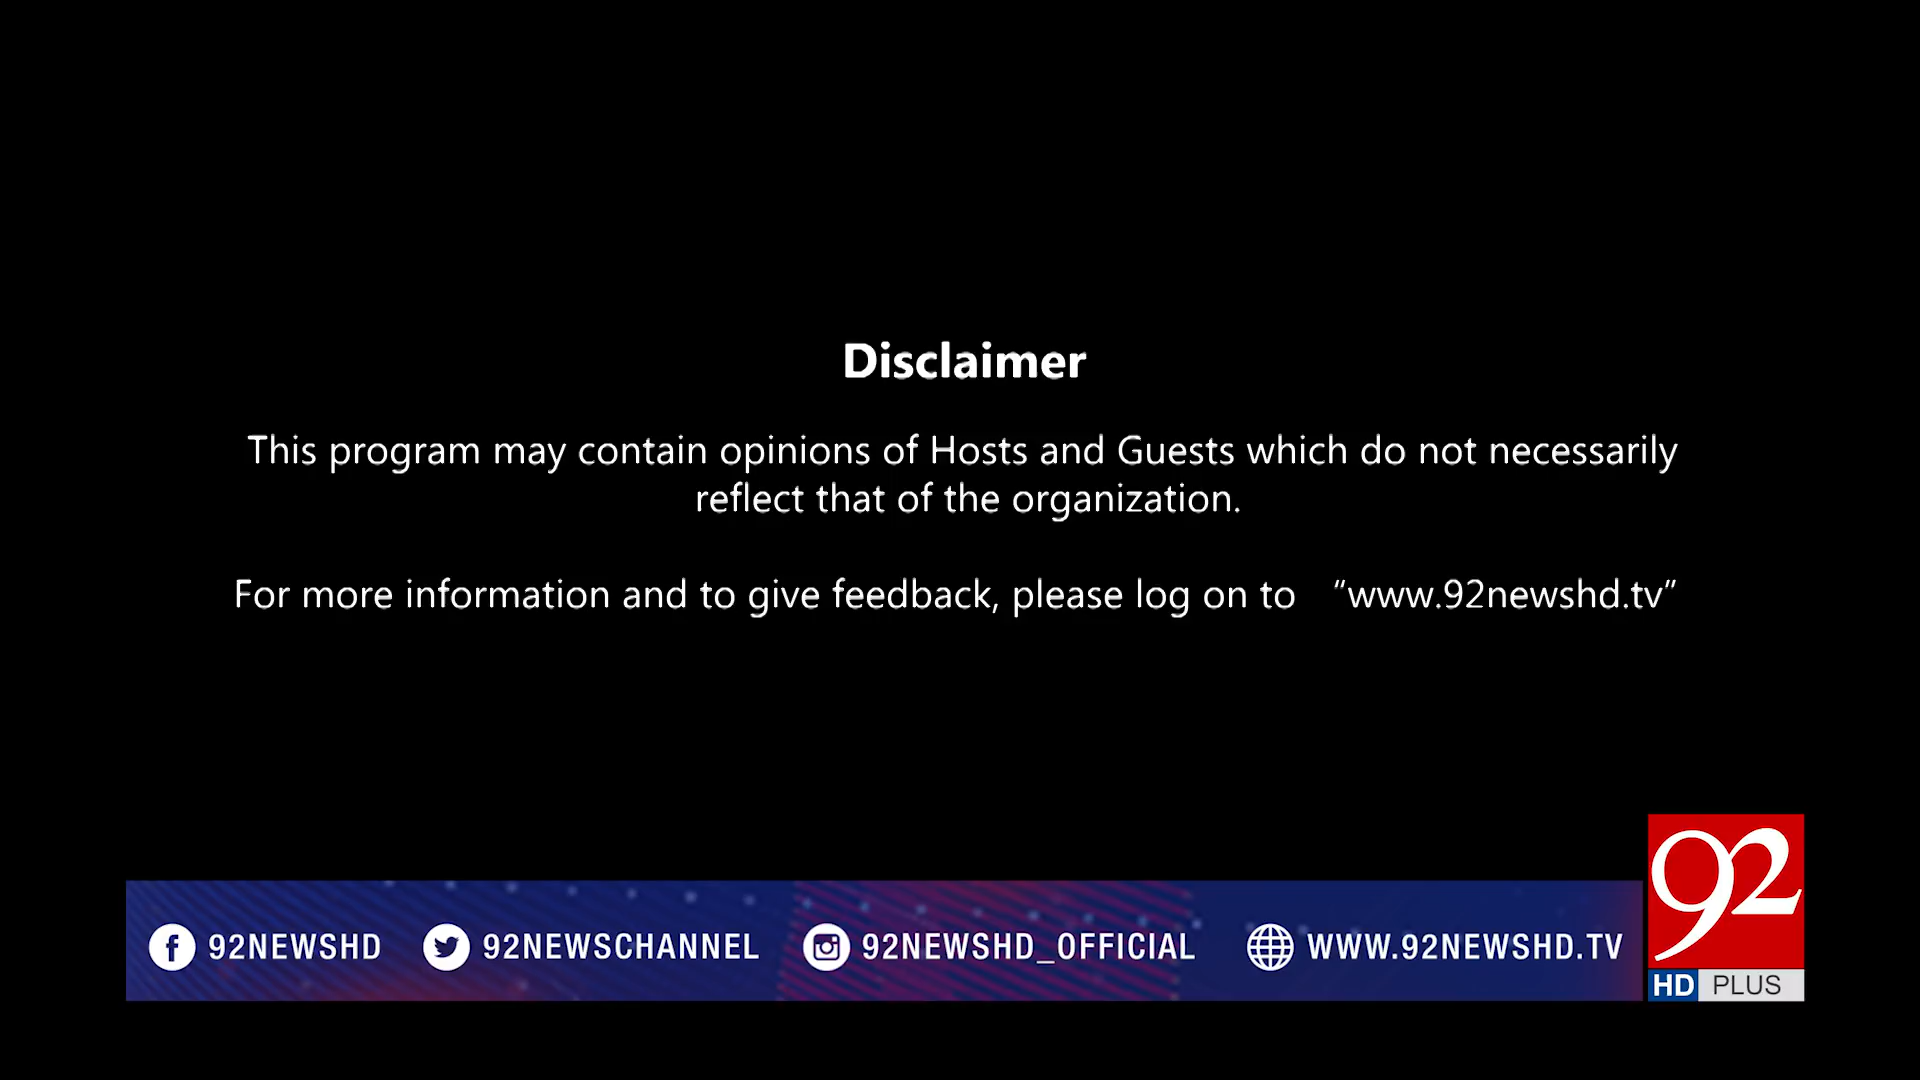 Disclaimer
This program may contain opinions of Hosts and Guests which do not necessarily
reflect that of the organization.
For more information and to give feedback, please log on to “www.92newshd.tv”
92NEWSHD 92NEWSCHANNEL 92NEWSHD_OFFICIAL WWW.92NEWSHD.TV
92
HD PLUS